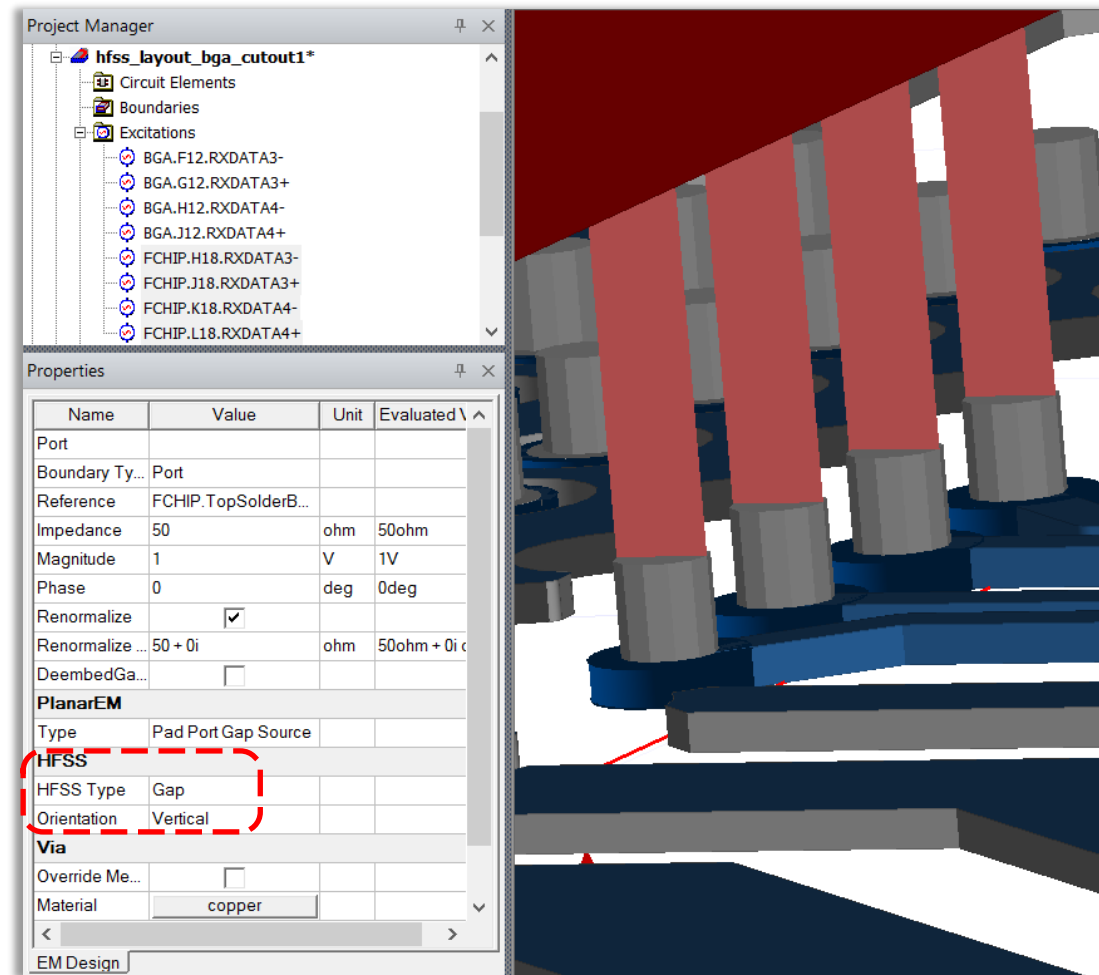 Project Manager
hfss_layout_bga_cutout1*
Circuit Elements
Boundaries
Excitations
BGA.F12.RXDATA3-
BGA.G12.RXDATA3+
BGA.H12.RXDATA4-
BGA.J12.RXDATA4+
FCHIP.H18.RXDATA3-
FCHIP.J18.RXDATA3+
FCHIP.K18.RXDATA4-
FCHIP.L18.RXDATA4+
Properties
Name Value Unit Evaluated V
Port
Boundary Ty... Port
Reference FCHIP.TopSolderB...
Impedance 50 ohm 50ohm
Magnitude 1 V 1V
Phase 0 deg 0deg
Renormalize
Renormalize ... 50 + 0i ohm 50ohm + 0i o
DeembedGa...
PlanarEM
Type Pad Port Gap Source
HFSS
HFSS Type Gap
Orientation Vertical
Via
Override Me...
Material copper
EM Design